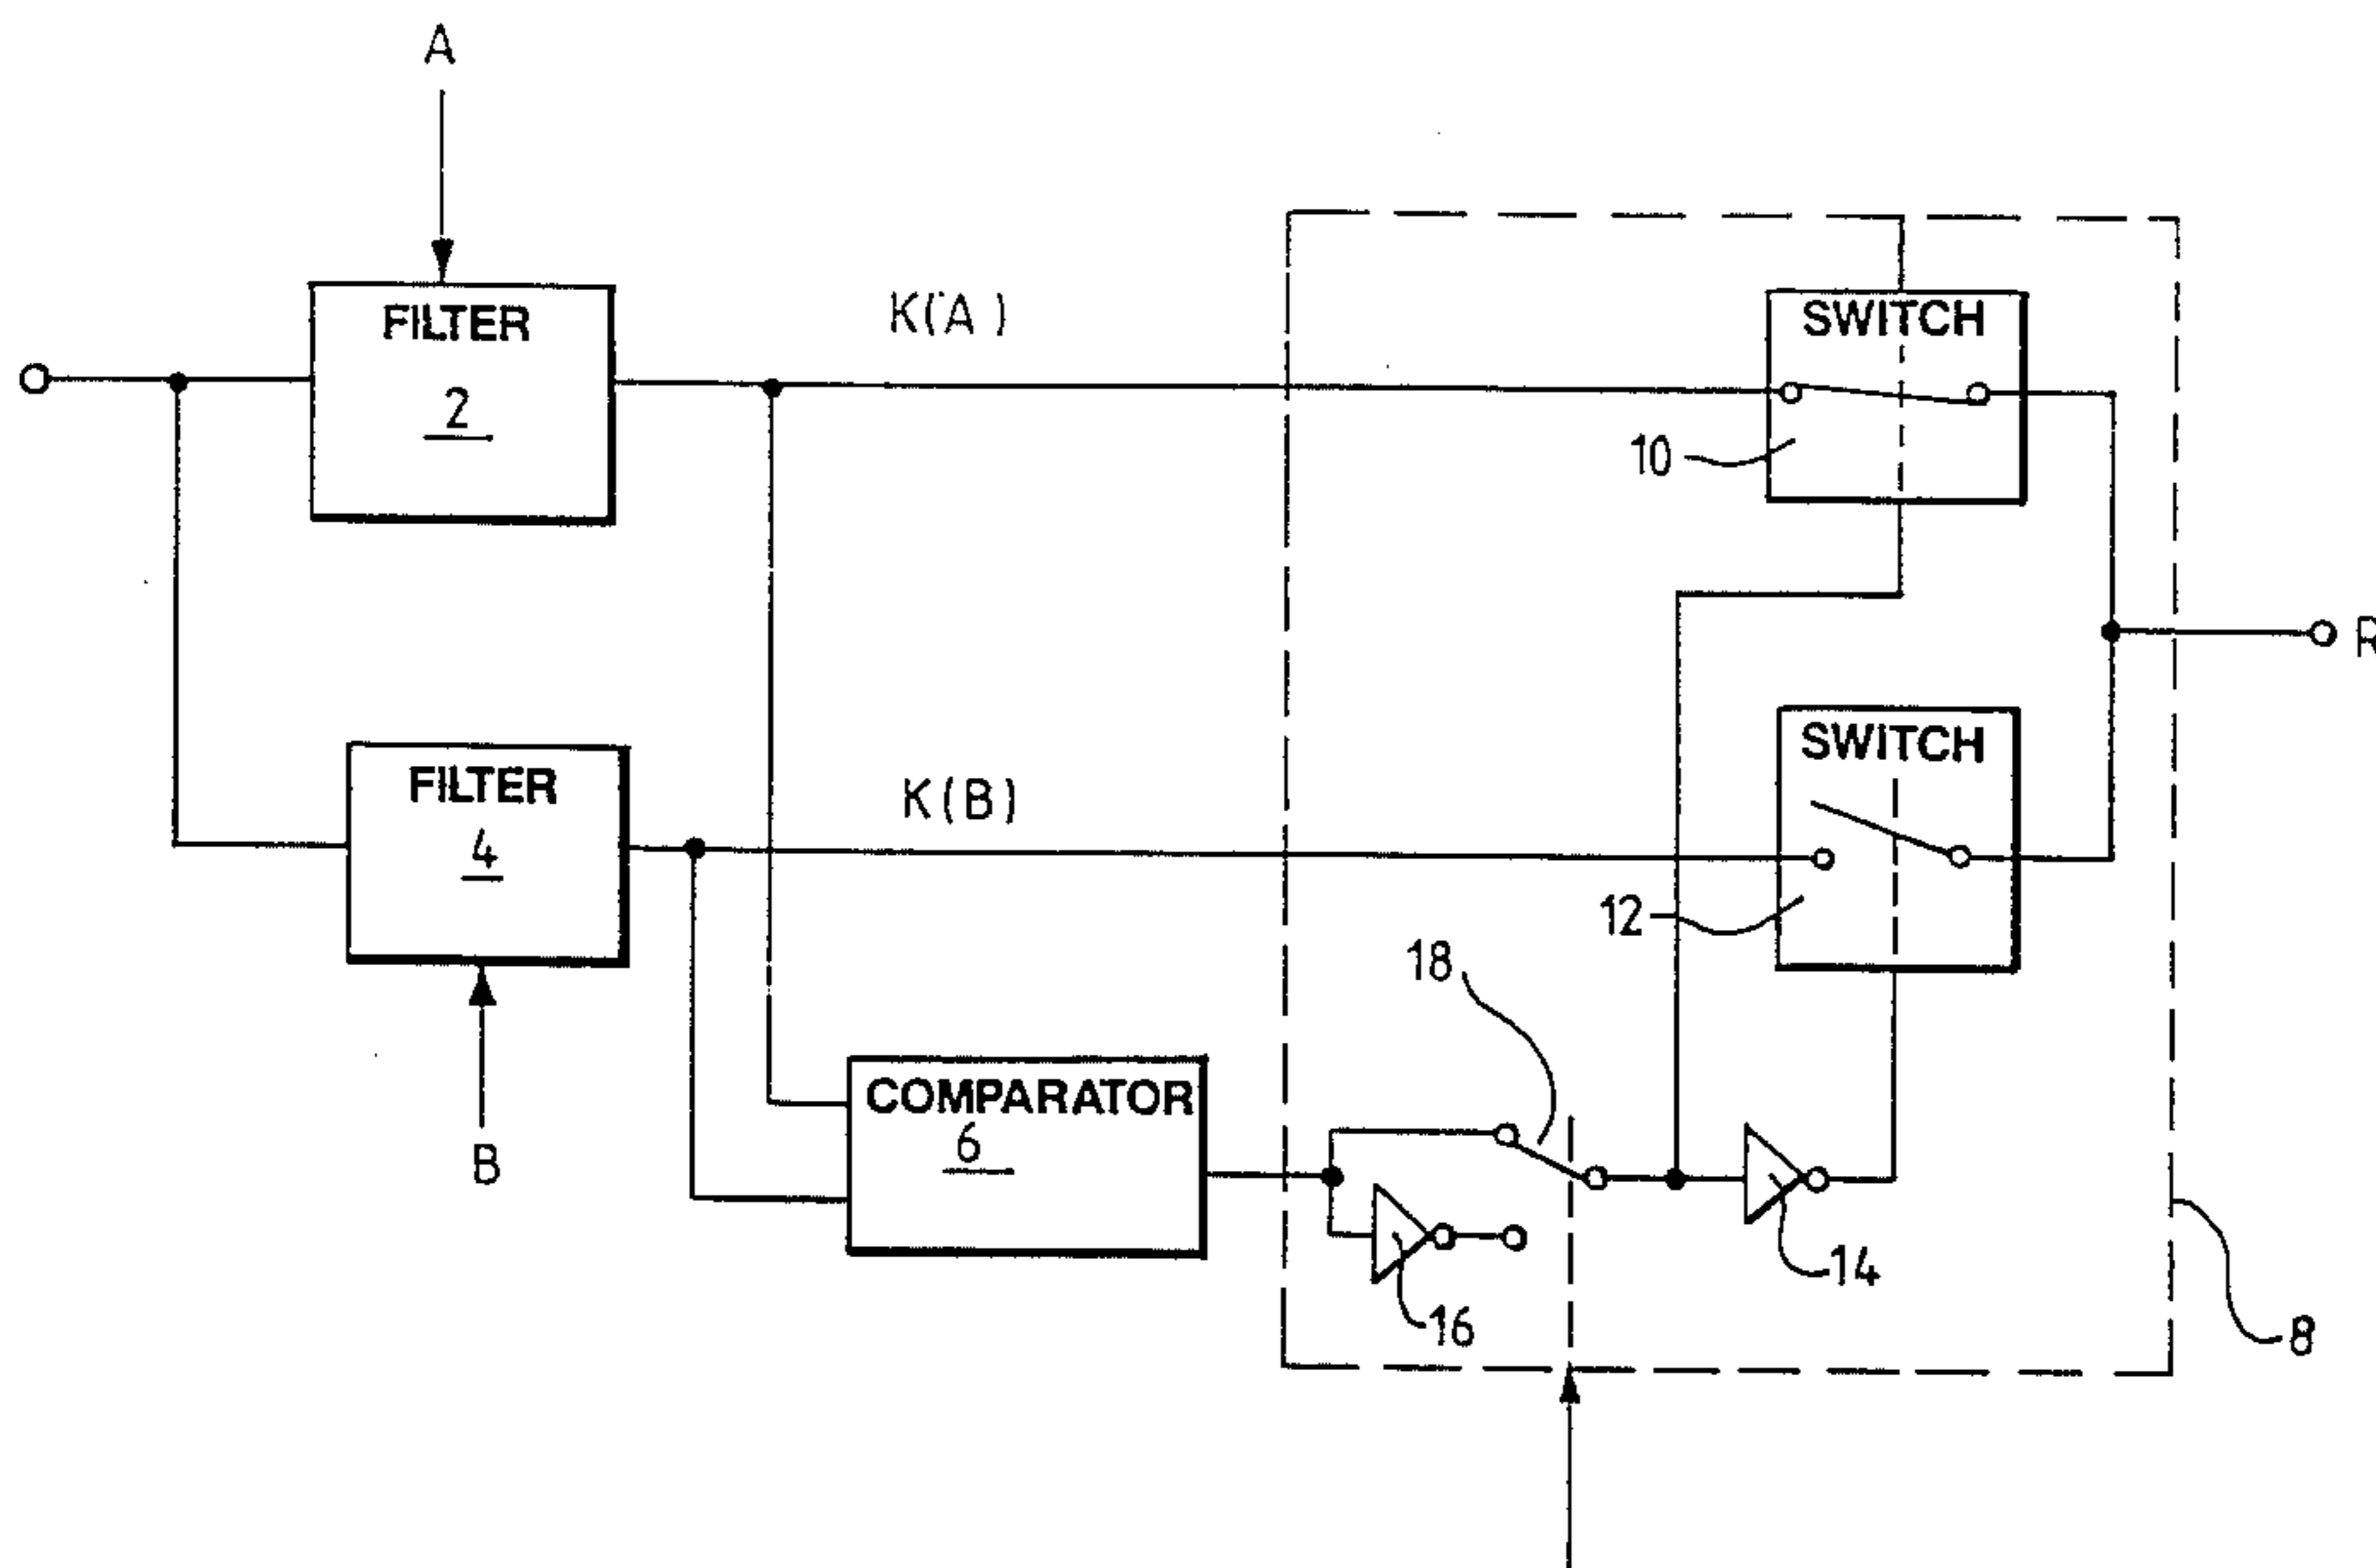 A
FILTER
2
K(A)
SWITCH
10
R
FILTER
4
K(B)
SWITCH
12
18
B
COMPARATOR
6
14
16
8